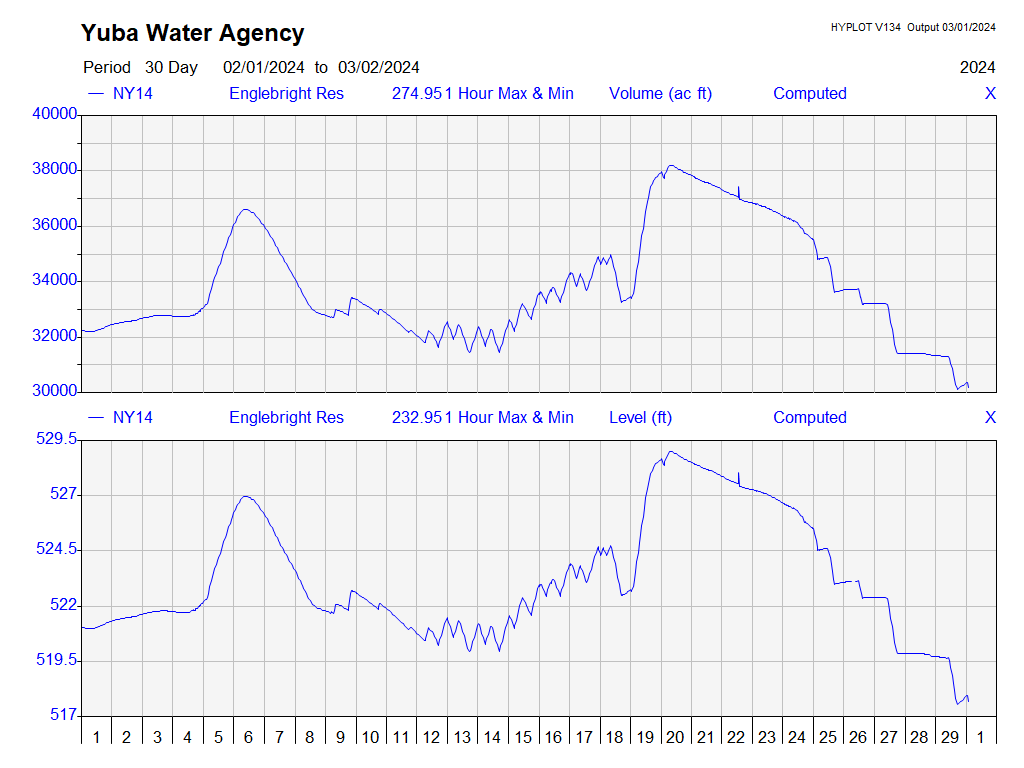 Yuba Water Agency
HYPLOT V134 Output 03/01/2024
Period 30 Day 02/01/2024 to 03/02/2024 2024
NY14 Englebright Res 274.951 Hour Max & Min Volume (ac ft) Computed X
40000
38000
36000
34000
32000
30000
NY14 Englebright Res 232.951 Hour Max & Min Level (ft) Computed X
529.5
527
524.5
522
519.5
517
1 2 3 4 5 6 7 8 9 10 11 12 13 14 15 16 17 18 19 20 21 22 23 24 25 26 27 28 29 1